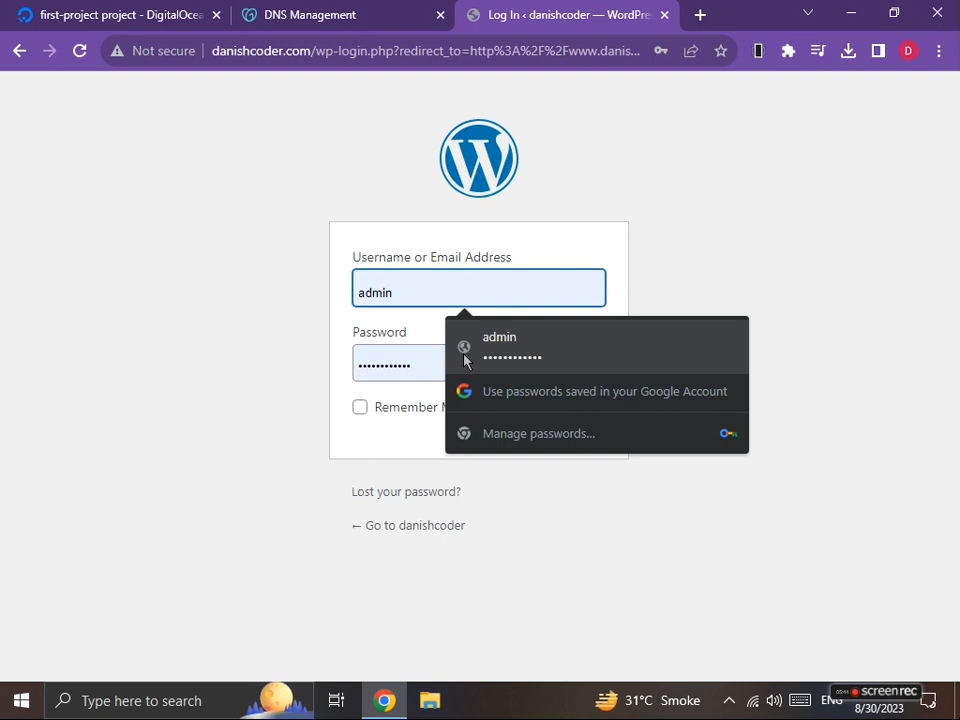 first-project project - DigitalOcea
DNS Management
Log In ‹ danishcoder — WordPre
Not secure
danishcoder.com/wp-login.php?redirect_to=http%3A%2F%2Fwww.danis...
D
Username or Email Address
admin
Password
••••••••••••
Remember M
admin
••••••••••••
Use passwords saved in your Google Account
Manage passwords...
Lost your password?
← Go to danishcoder
Type here to search
31°C Smoke
screenrec
8/30/2023